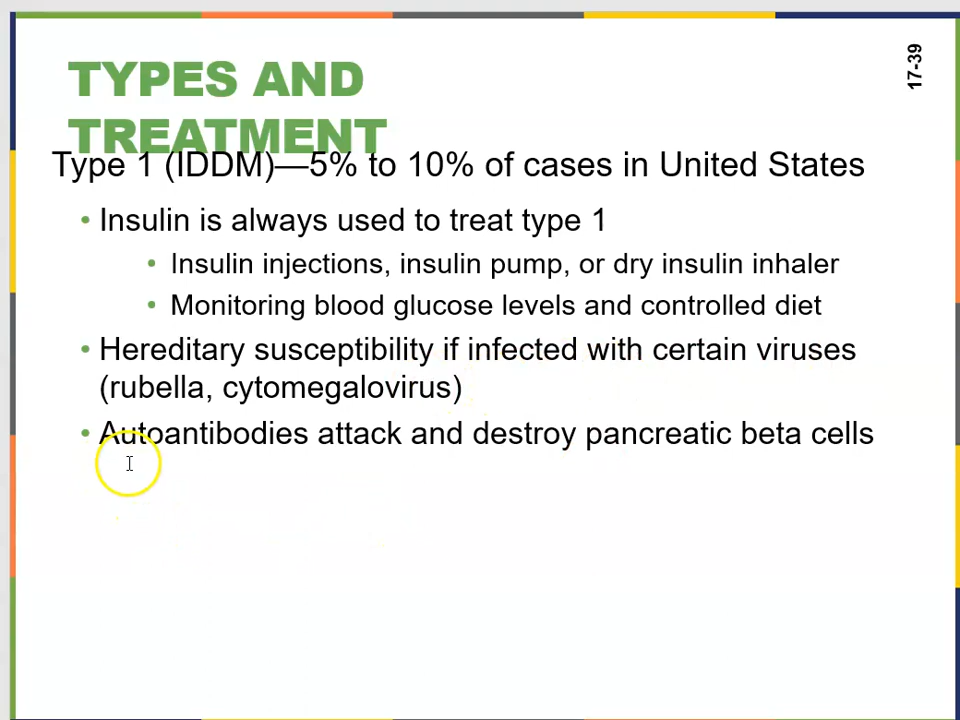 17-39
TYPES AND
TREATMENT
Type 1 (IDDM)—5% to 10% of cases in United States
• Insulin is always used to treat type 1
• Insulin injections, insulin pump, or dry insulin inhaler
• Monitoring blood glucose levels and controlled diet
• Hereditary susceptibility if infected with certain viruses
(rubella, cytomegalovirus)
• Autoantibodies attack and destroy pancreatic beta cells